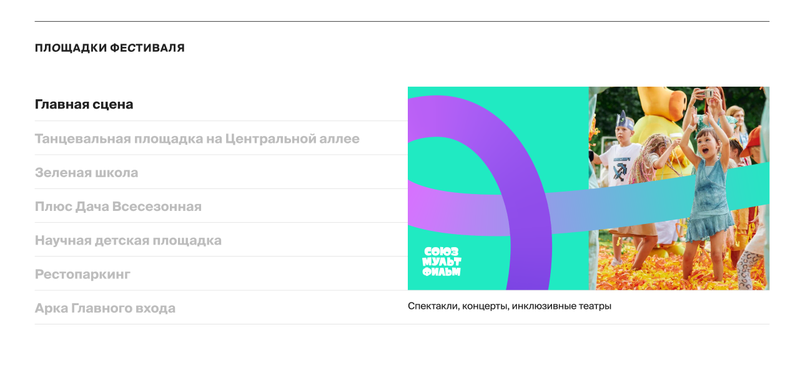 ПЛОЩАДКИ ФЕСТИВАЛЯ
Главная сцена
Танцевальная площадка на Центральной аллее
Зеленая школа
Плюс Дача Всесезонная
Научная детская площадка
Рестопаркинг
Арка Главного входа
СОЮЗ
МУЛЬТ
ФИЛЬМ
Спектакли, концерты, инклюзивные театры